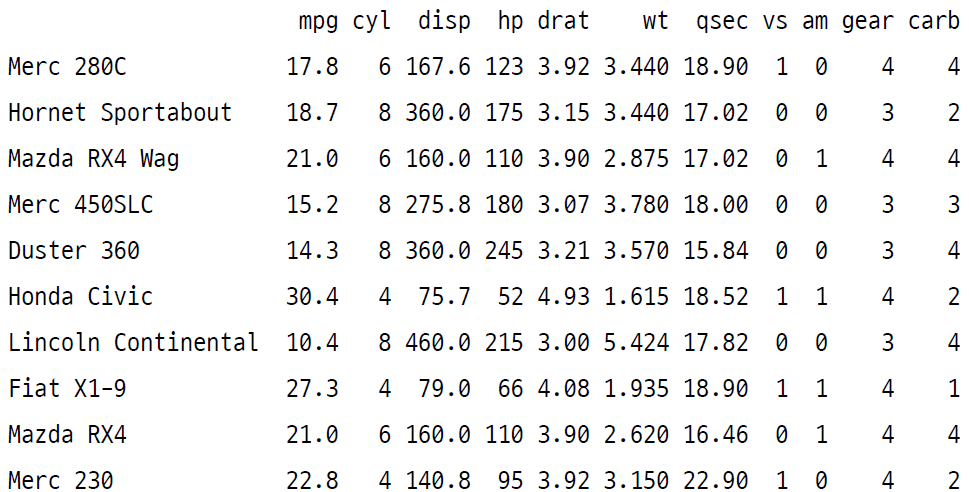 mpg cyl disp hp drat wt qsec vs am gear carb
Merc 280C 17.8 6 167.6 123 3.92 3.440 18.90 1 0 4 4
Hornet Sportabout 18.7 8 360.0 175 3.15 3.440 17.02 0 0 3 2
Mazda RX4 Wag 21.0 6 160.0 110 3.90 2.875 17.02 0 1 4 4
Merc 450SLC 15.2 8 275.8 180 3.07 3.780 18.00 0 0 3 3
Duster 360 14.3 8 360.0 245 3.21 3.570 15.84 0 0 3 4
Honda Civic 30.4 4 75.7 52 4.93 1.615 18.52 1 1 4 2
Lincoln Continental 10.4 8 460.0 215 3.00 5.424 17.82 0 0 3 4
Fiat X1-9 27.3 4 79.0 66 4.08 1.935 18.90 1 1 4 1
Mazda RX4 21.0 6 160.0 110 3.90 2.620 16.46 0 1 4 4
Merc 230 22.8 4 140.8 95 3.92 3.150 22.90 1 0 4 2